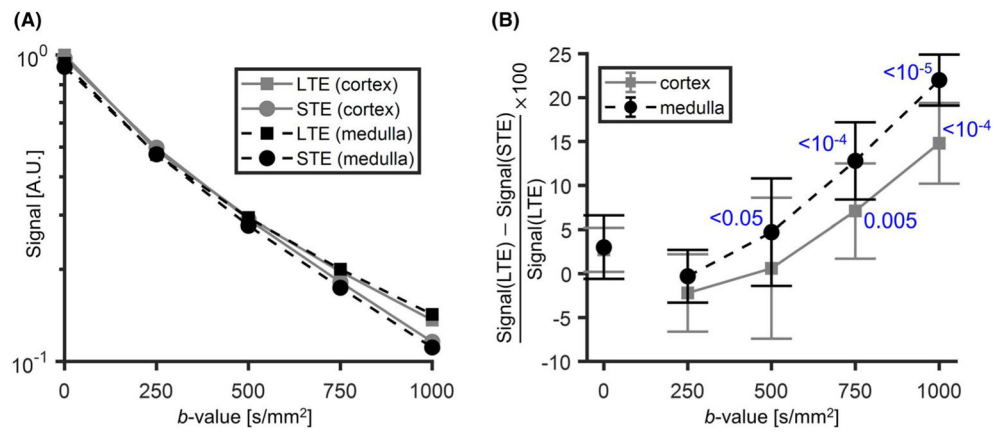 (A)
Signal [A.U.]
10⁰
10⁻¹
LTE (cortex)
STE (cortex)
LTE (medulla)
STE (medulla)
0 250 500 750 1000
b-value [s/mm²]
(B)
Signal(LTE) − Signal(STE)
Signal(LTE)
×100
25
20
15
10
5
0
-5
-10
cortex
medulla
<10⁻⁵
<10⁻⁴
<10⁻⁴
<0.05
0.005
0 250 500 750 1000
b-value [s/mm²]